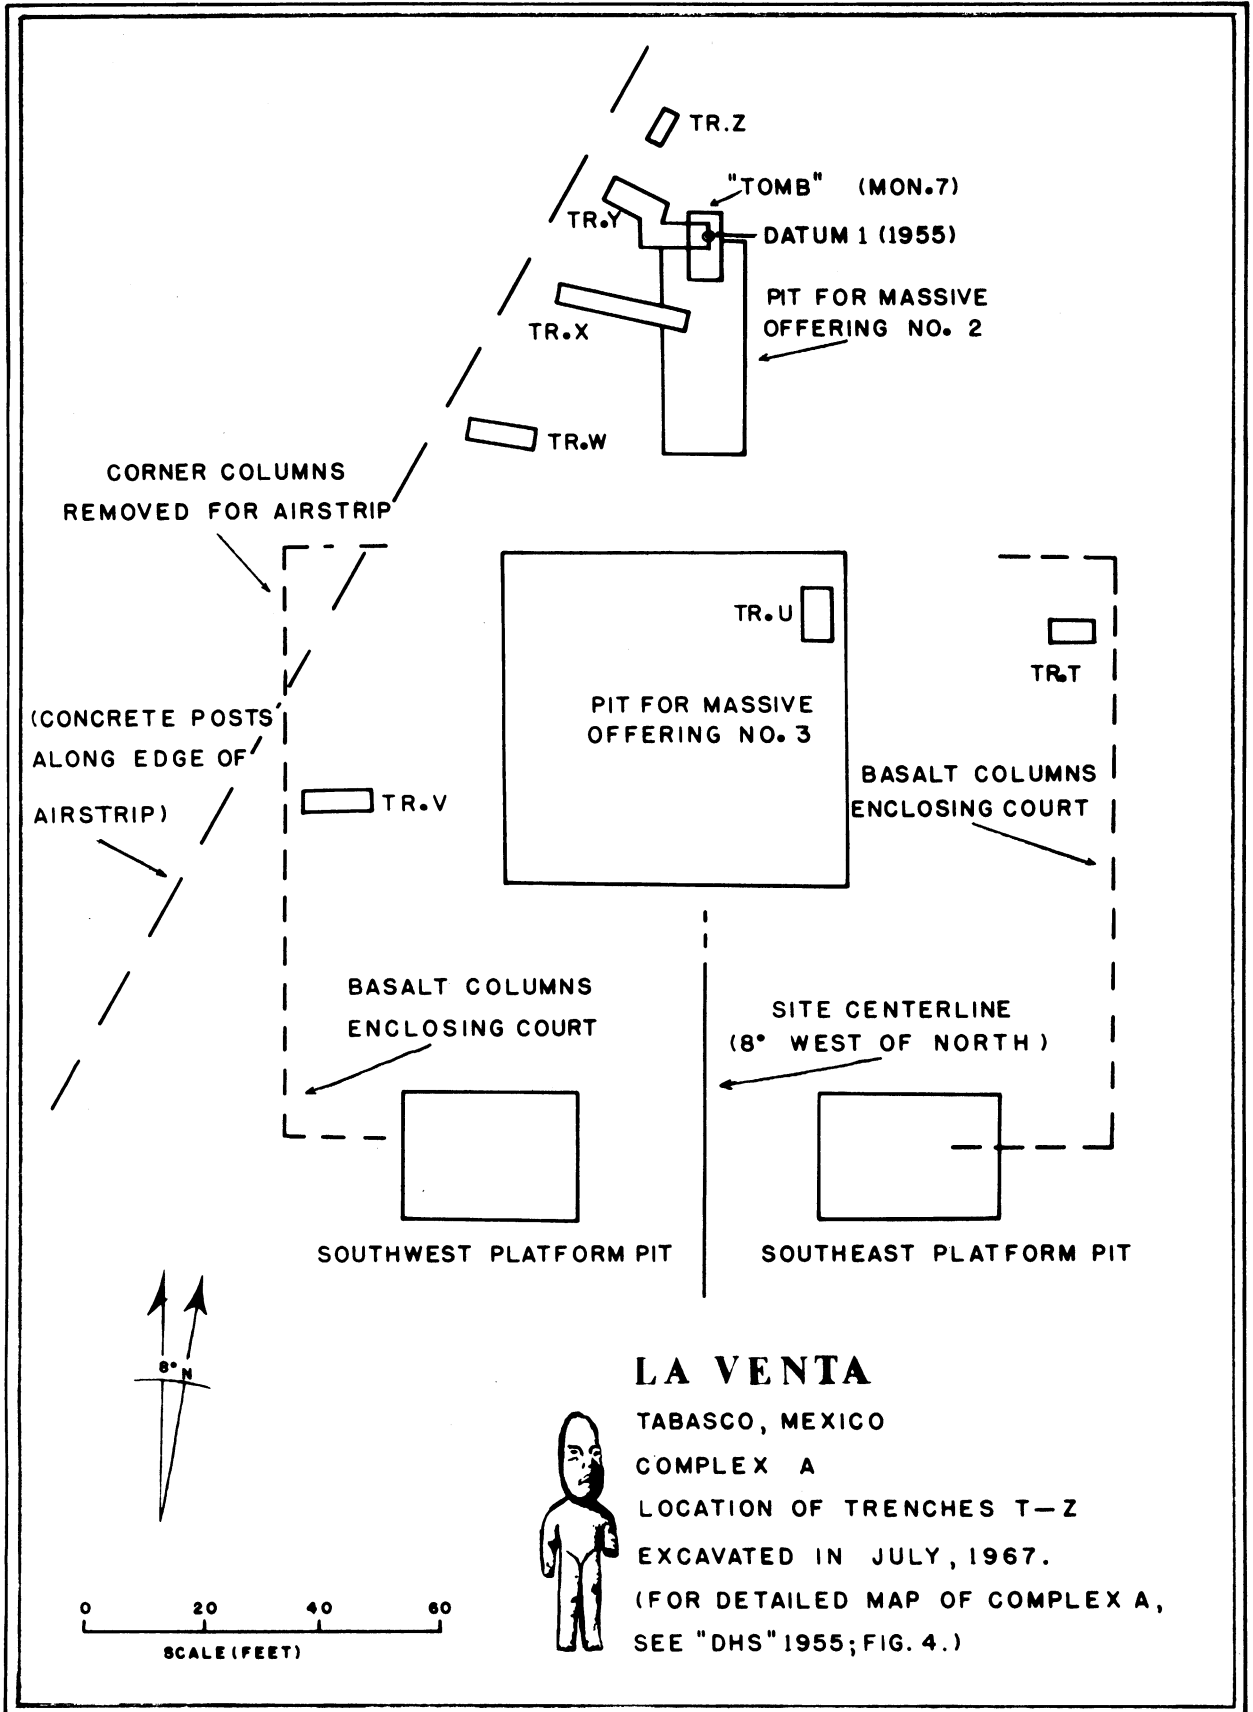 TR.Z
"TOMB" (MON.7)
TR.Y
DATUM 1 (1955)
PIT FOR MASSIVE
OFFERING NO. 2
TR.X
TR.W
CORNER COLUMNS
REMOVED FOR AIRSTRIP
TR.U
TR.T
(CONCRETE POSTS
ALONG EDGE OF
AIRSTRIP)
PIT FOR MASSIVE
OFFERING NO. 3
BASALT COLUMNS
ENCLOSING COURT
TR.V
BASALT COLUMNS
ENCLOSING COURT
SITE CENTERLINE
(8° WEST OF NORTH)
SOUTHWEST PLATFORM PIT
SOUTHEAST PLATFORM PIT
8° N
LA VENTA
TABASCO, MEXICO
COMPLEX A
LOCATION OF TRENCHES T-Z
EXCAVATED IN JULY, 1967.
(FOR DETAILED MAP OF COMPLEX A,
SEE "DHS" 1955; FIG. 4.)
0 20 40 60
SCALE (FEET)